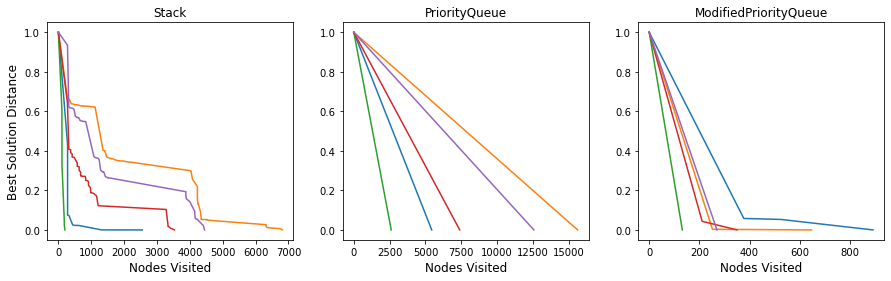 Stack
PriorityQueue
ModifiedPriorityQueue
Best Solution Distance
1.0
0.8
0.6
0.4
0.2
0.0
0 1000 2000 3000 4000 5000 6000 7000
Nodes Visited
1.0
0.8
0.6
0.4
0.2
0.0
0 2500 5000 7500 10000 12500 15000
Nodes Visited
1.0
0.8
0.6
0.4
0.2
0.0
0 200 400 600 800
Nodes Visited